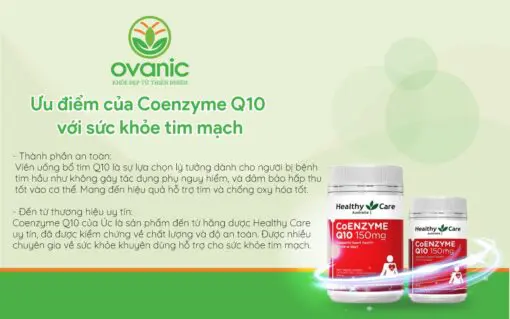 ovanic
KHỎE ĐẸP TỪ THIÊN NHIÊN
Ưu điểm của Coenzyme Q10
với sức khỏe tim mạch
- Thành phần an toàn:
Viên uống bổ tim Q10 là sự lựa chọn lý tưởng dành cho người bị bệnh
tim hầu như không gây tác dụng phụ nguy hiểm, và đảm bảo hấp thu
tốt vào cơ thể. Mang đến hiệu quả hỗ trợ tim và chống oxy hóa tốt.
- Đến từ thương hiệu uy tín:
Coenzyme Q10 của Úc là sản phẩm đến từ hãng dược Healthy Care
uy tín, đã được kiểm chứng về chất lượng và độ an toàn. Được nhiều
chuyên gia về sức khỏe khuyên dùng hỗ trợ cho sức khỏe tim mạch.
Healthy Care
Australia
CoENZYME
Q10 150mg
Healthy Care
Australia
CoENZYME
Q10 150mg